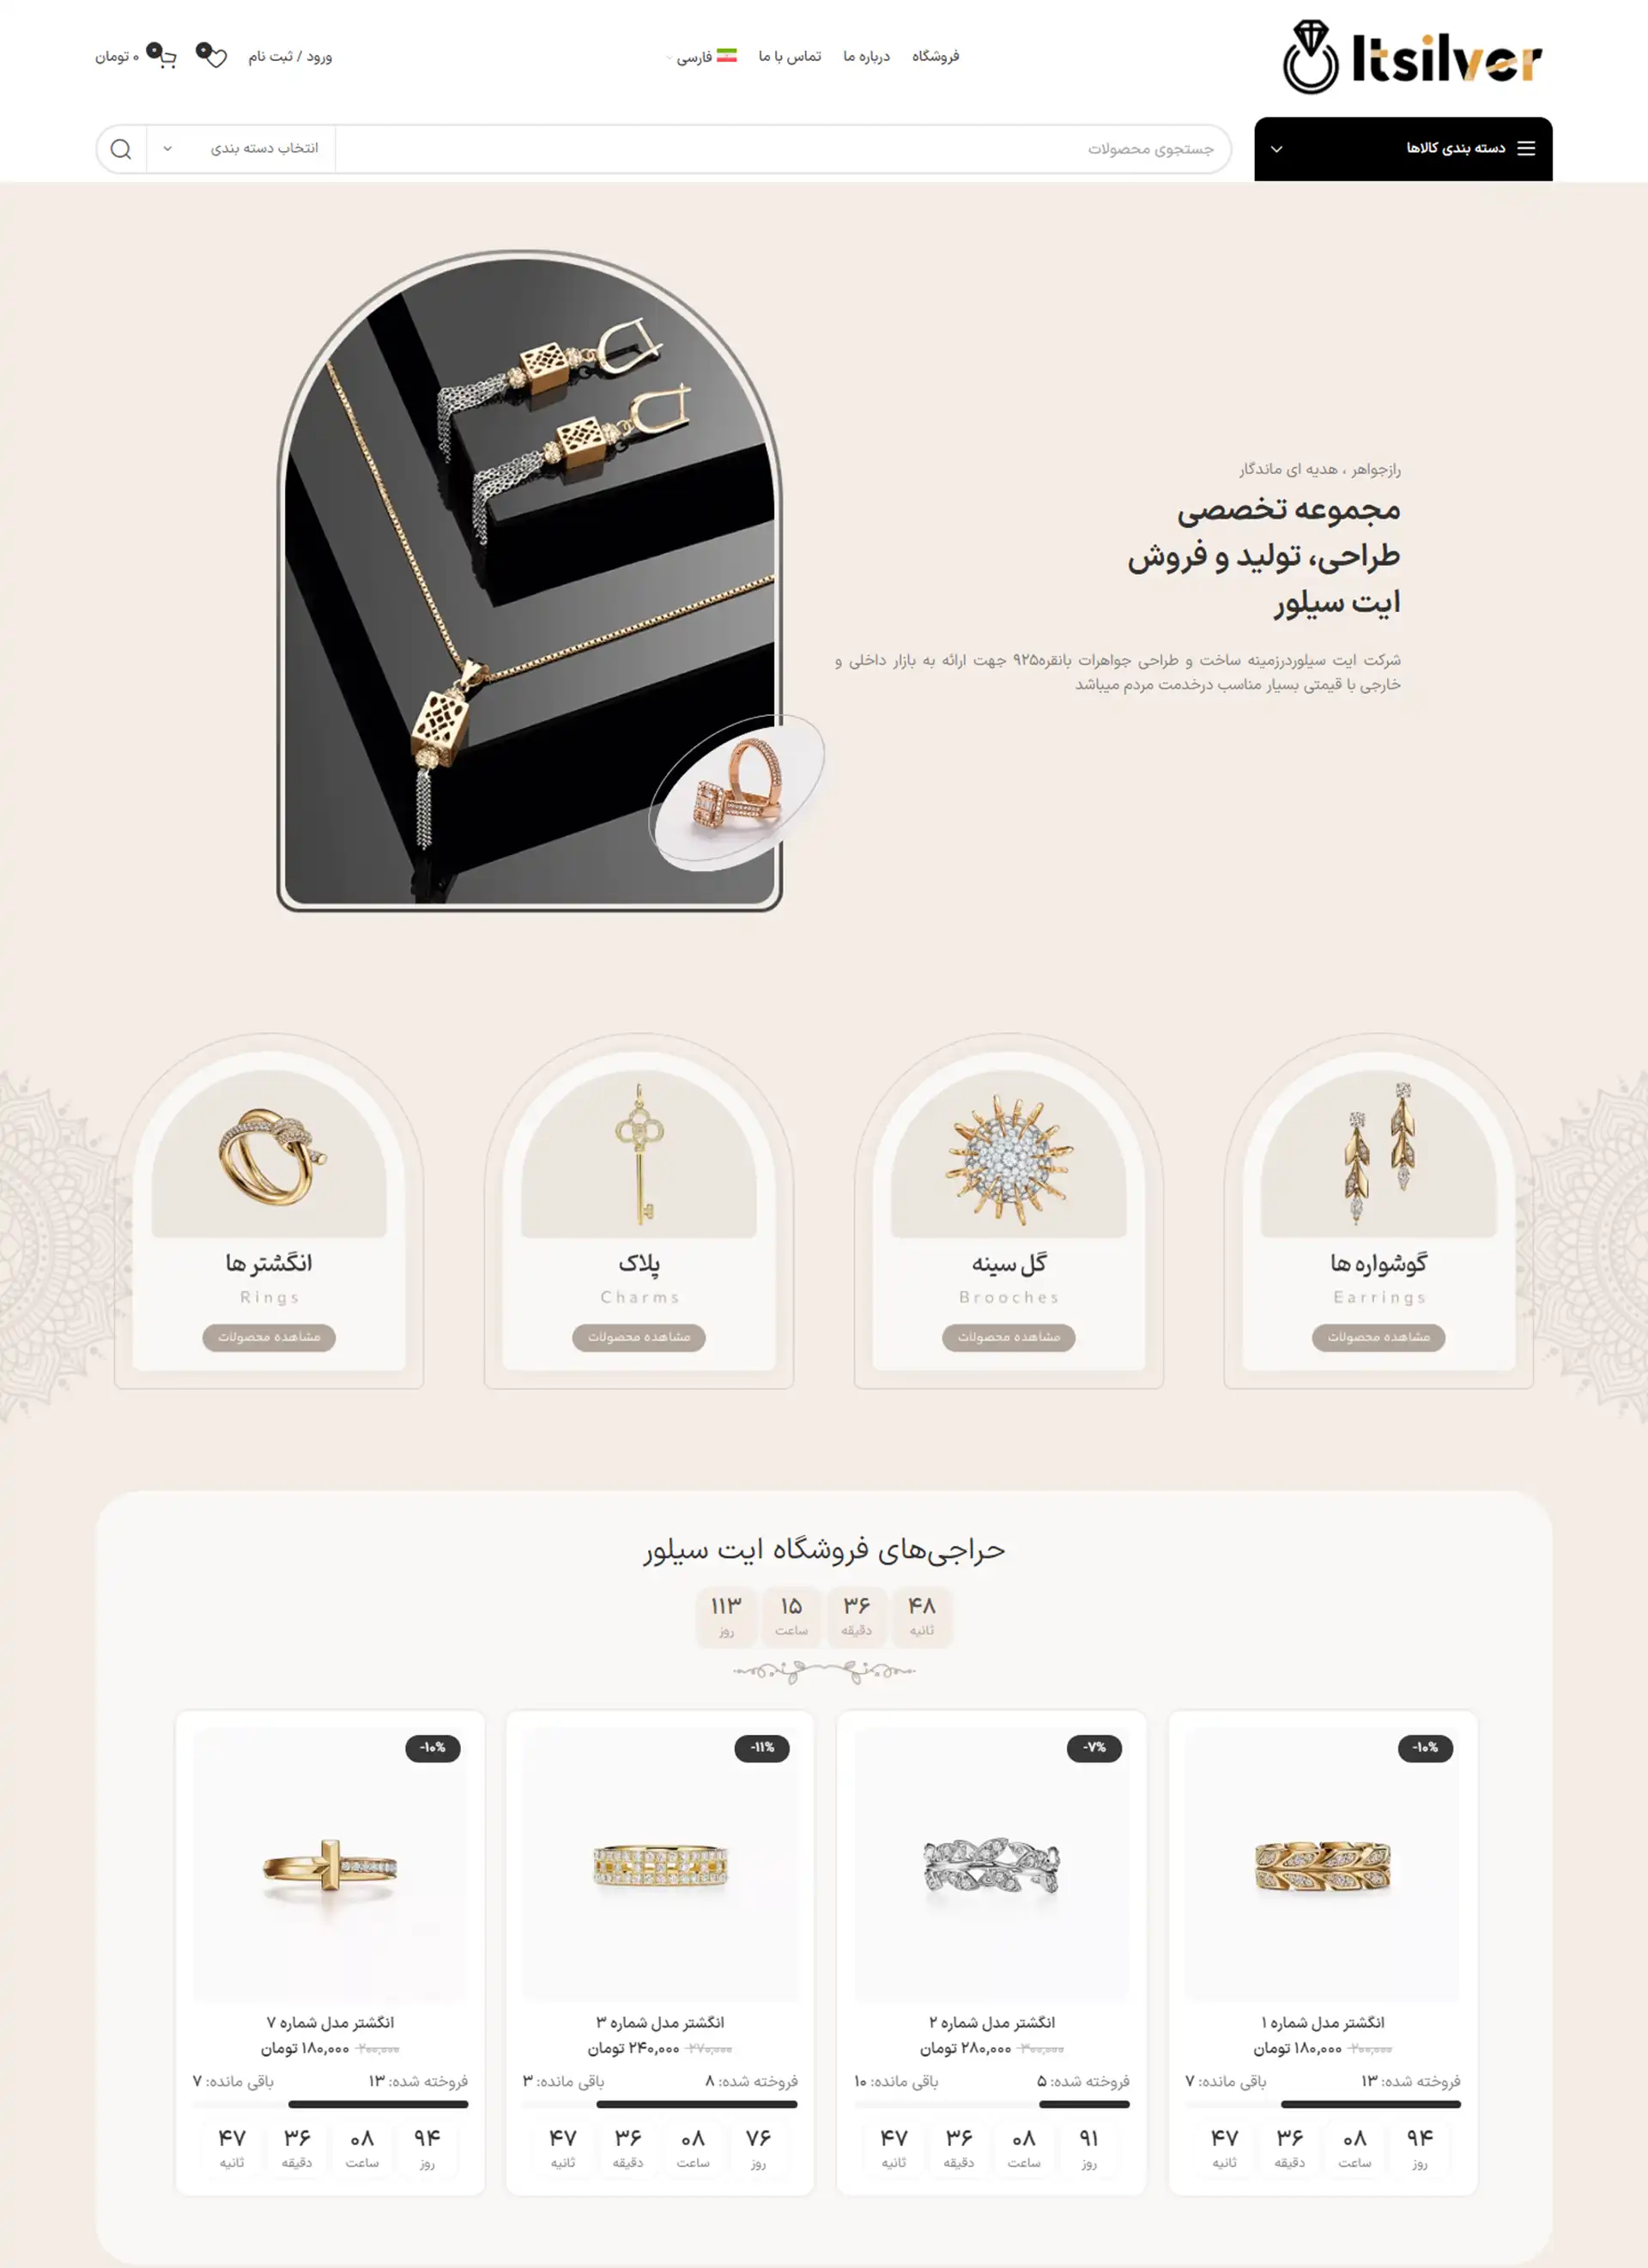 Itsilver
فروشگاه
درباره ما
تماس با ما
فارسی
ورود / ثبت نام
۰
۰
۰ تومان
دسته بندی کالاها
جستجوی محصولات
انتخاب دسته بندی
رازجواهر ، هدیه ای ماندگار
مجموعه تخصصی
طراحی، تولید و فروش
ایت سیلور
شرکت ایت سیلوردرزمینه ساخت و طراحی جواهرات بانقره۹۲۵ جهت ارائه به بازار داخلی و
خارجی با قیمتی بسیار مناسب درخدمت مردم میباشد
گوشواره ها
Earrings
مشاهده محصولات
گل سینه
Brooches
مشاهده محصولات
پلاک
Charms
مشاهده محصولات
انگشتر ها
Rings
مشاهده محصولات
حراجی‌های فروشگاه ایت سیلور
۴۸ ۳۶ ۱۵ ۱۱۳
ثانیه دقیقه ساعت روز
-۱۰%
انگشتر مدل شماره ۱
۲۰۰,۰۰۰ ۱۸۰,۰۰۰ تومان
فروخته شده: ۱۳ باقی مانده: ۷
۹۴ ۰۸ ۳۶ ۴۷
روز ساعت دقیقه ثانیه
-۷%
انگشتر مدل شماره ۲
۳۰۰,۰۰۰ ۲۸۰,۰۰۰ تومان
فروخته شده: ۵ باقی مانده: ۱۰
۹۱ ۰۸ ۳۶ ۴۷
روز ساعت دقیقه ثانیه
-۱۱%
انگشتر مدل شماره ۳
۲۷۰,۰۰۰ ۲۴۰,۰۰۰ تومان
فروخته شده: ۸ باقی مانده: ۳
۷۶ ۰۸ ۳۶ ۴۷
روز ساعت دقیقه ثانیه
-۱۰%
انگشتر مدل شماره ۷
۲۰۰,۰۰۰ ۱۸۰,۰۰۰ تومان
فروخته شده: ۱۳ باقی مانده: ۷
۹۴ ۰۸ ۳۶ ۴۷
روز ساعت دقیقه ثانیه